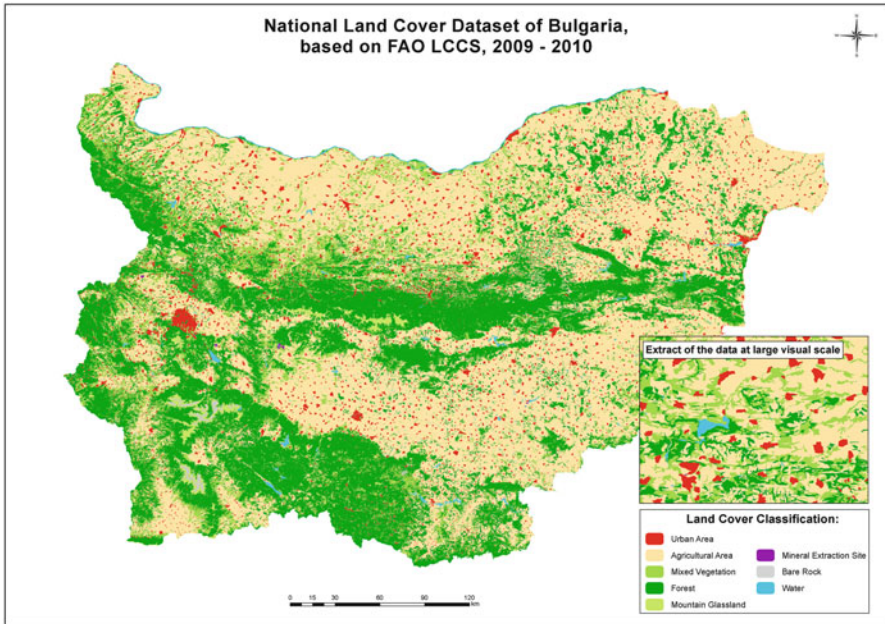 National Land Cover Dataset of Bulgaria,
based on FAO LCCS, 2009 - 2010
Extract of the data at large visual scale
Land Cover Classification:
Urban Area
Agricultural Area
Mixed Vegetation
Forest
Mountain Glassland
Mineral Extraction Site
Bare Rock
Water
0 15 30 60 90 120
km